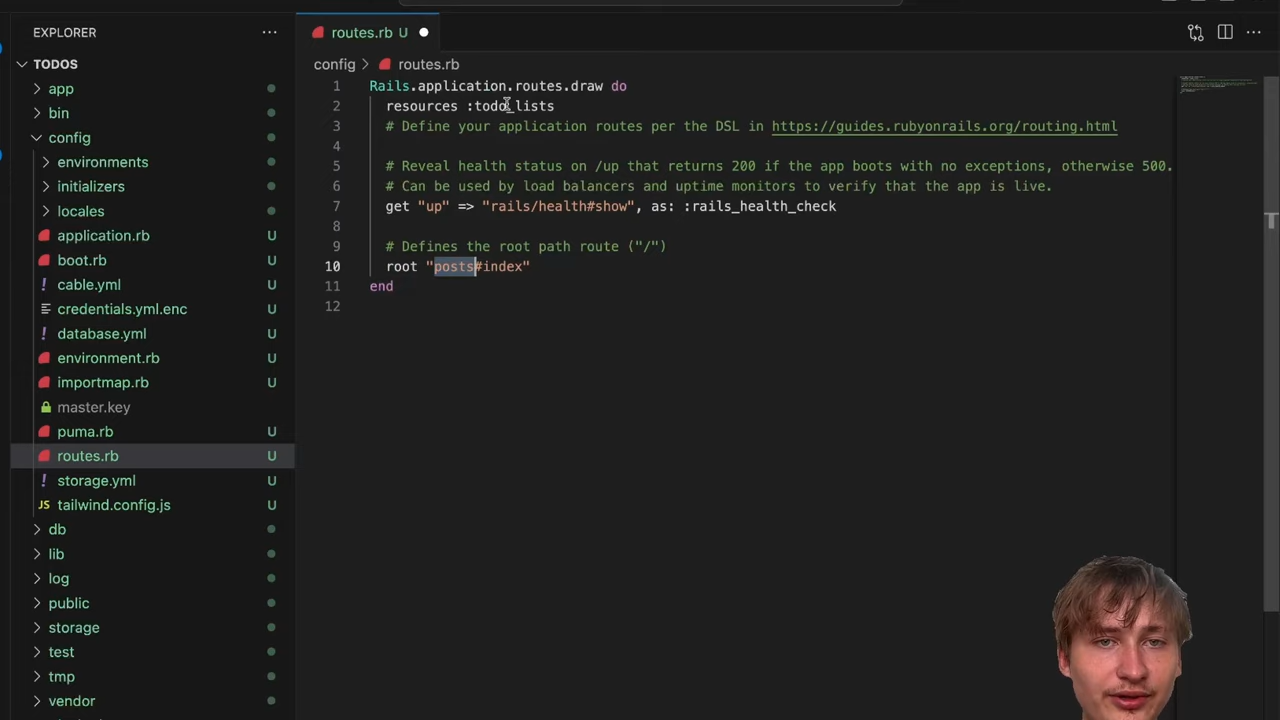 EXPLORER
TODOS
app
bin
config
environments
initializers
locales
application.rb U
boot.rb U
cable.yml U
credentials.yml.enc U
database.yml U
environment.rb U
importmap.rb U
master.key
puma.rb U
routes.rb U
storage.yml U
JS tailwind.config.js U
db
lib
log
public
storage
test
tmp
vendor
routes.rb U
config > routes.rb
1 Rails.application.routes.draw do
2 resources :todo_lists
3 # Define your application routes per the DSL in https://guides.rubyonrails.org/routing.html
4
5 # Reveal health status on /up that returns 200 if the app boots with no exceptions, otherwise 500.
6 # Can be used by load balancers and uptime monitors to verify that the app is live.
7 get "up" => "rails/health#show", as: :rails_health_check
8
9 # Defines the root path route ("/")
10 root "posts#index"
11 end
12